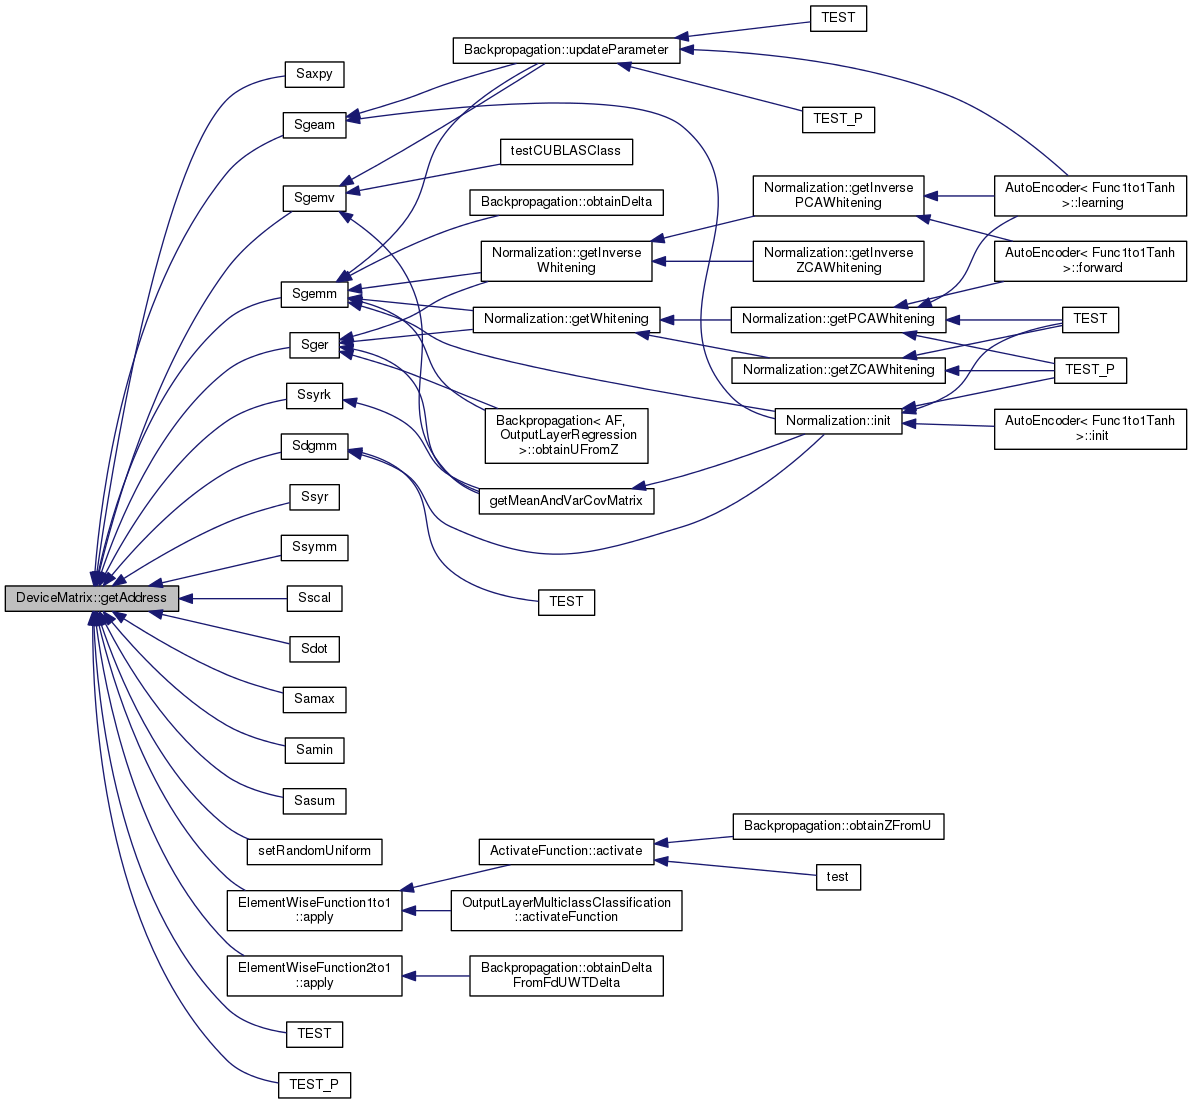 TEST
Backpropagation::updateParameter
Saxpy
TEST_P
Sgeam
testCUBLASClass
Normalization::getInverse
PCAWhitening
AutoEncoder< Func1to1Tanh
>::learning
Sgemv
Backpropagation::obtainDelta
Normalization::getInverse
Whitening
Normalization::getInverse
ZCAWhitening
AutoEncoder< Func1to1Tanh
>::forward
Sgemm
Normalization::getWhitening
Normalization::getPCAWhitening
TEST
Sger
Normalization::getZCAWhitening
TEST_P
Ssyrk
Backpropagation< AF,
OutputLayerRegression
>::obtainUFromZ
Normalization::init
AutoEncoder< Func1to1Tanh
>::init
Sdgmm
getMeanAndVarCovMatrix
Ssyr
Ssymm
DeviceMatrix::getAddress
Sscal
TEST
Sdot
Samax
Samin
Sasum
setRandomUniform
ActivateFunction::activate
Backpropagation::obtainZFromU
test
ElementWiseFunction1to1
::apply
OutputLayerMulticlassClassification
::activateFunction
ElementWiseFunction2to1
::apply
Backpropagation::obtainDelta
FromFdUWTDelta
TEST
TEST_P